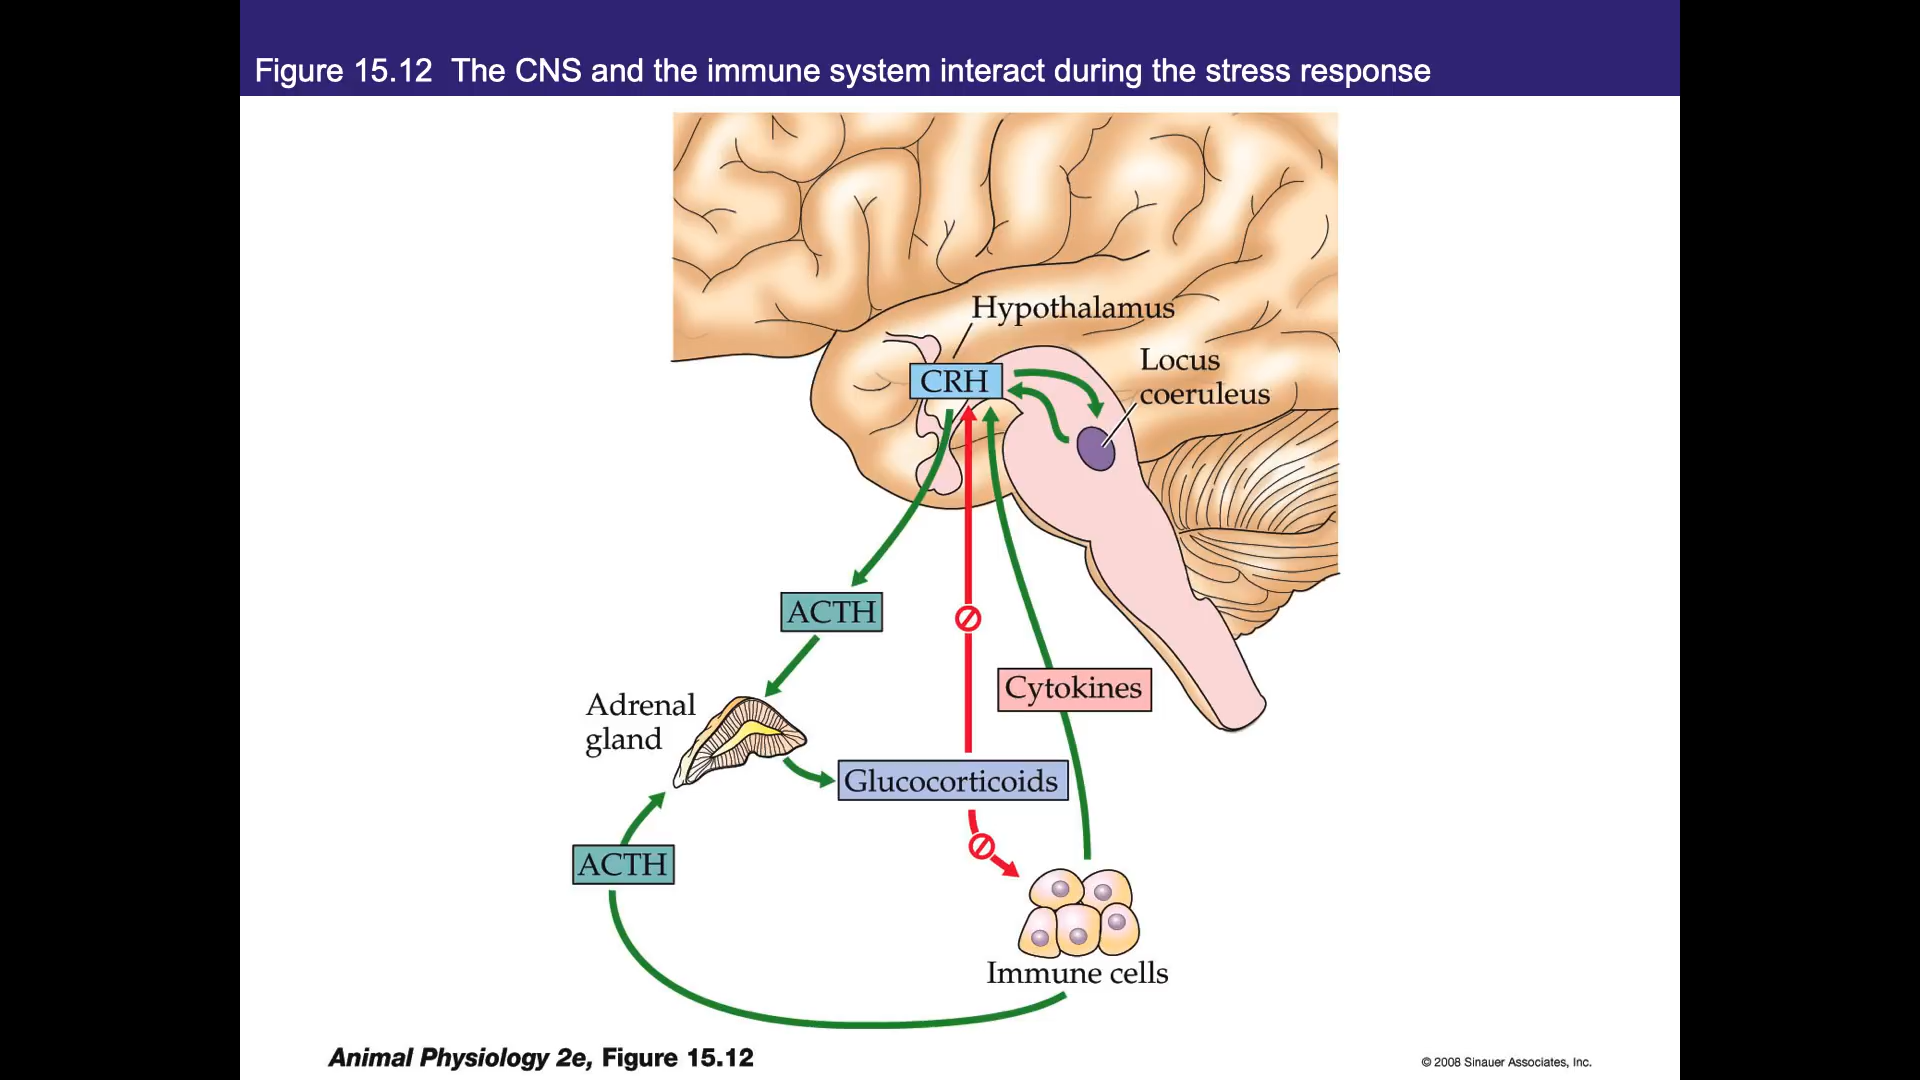 Figure 15.12  The CNS and the immune system interact during the stress response
Hypothalamus
CRH
Locus
coeruleus
ACTH
Cytokines
Adrenal
gland
Glucocorticoids
ACTH
Immune cells
Animal Physiology 2e, Figure 15.12
© 2008 Sinauer Associates, Inc.